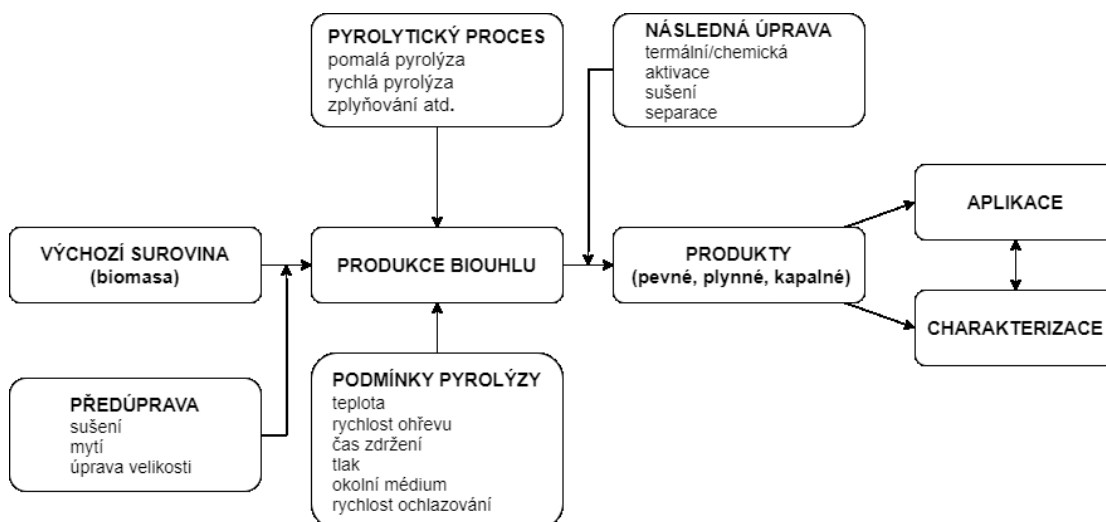 PYROLYTICKÝ PROCES
pomalá pyrolýza
rychlá pyrolýza
zplyňování atd.
NÁSLEDNÁ ÚPRAVA
termální/chemická
aktivace
sušení
separace
VÝCHOZÍ SUROVINA
(biomasa)
PRODUKCE BIOUHLU
PRODUKTY
(pevné, plynné, kapalné)
APLIKACE
CHARAKTERIZACE
PŘEDÚPRAVA
sušení
mytí
úprava velikosti
PODMÍNKY PYROLÝZY
teplota
rychlost ohřevu
čas zdržení
tlak
okolní médium
rychlost ochlazování